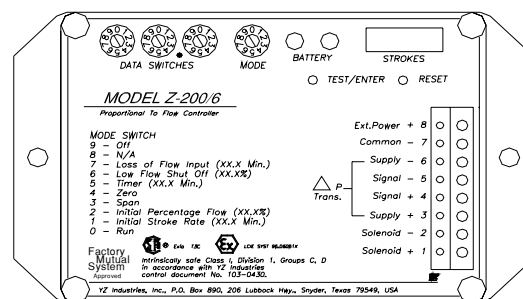 DATA SWITCHES
MODE
BATTERY
STROKES
TEST/ENTER
RESET
MODEL Z-200/6
Proportional To Flow Controller
MODE SWITCH
9 - Off
8 - N/A
7 - Loss of Flow Input (XX.X Min.)
6 - Low Flow Shut Off (XX.X%)
5 - Timer (XX.X Min.)
4 - Zero
3 - Span
2 - Initial Percentage Flow (XX.X%)
1 - Initial Stroke Rate (XX.X Min.)
0 - Run
Ext.Power + 8
Common - 7
Supply - 6
Signal - 5
Signal + 4
Supply + 3
Solenoid - 2
Solenoid + 1
P
Trans.
Factory
Mutual
System
Approved
Exia
LCIE SYST
Intrinsically safe Class I, Division 1, Groups C, D
in accordance with YZ Industries
control document No. 103-0430.
YZ Industries, Inc., P.O. Box 890, 206 Lubbock Hwy., Snyder, Texas 79549, USA